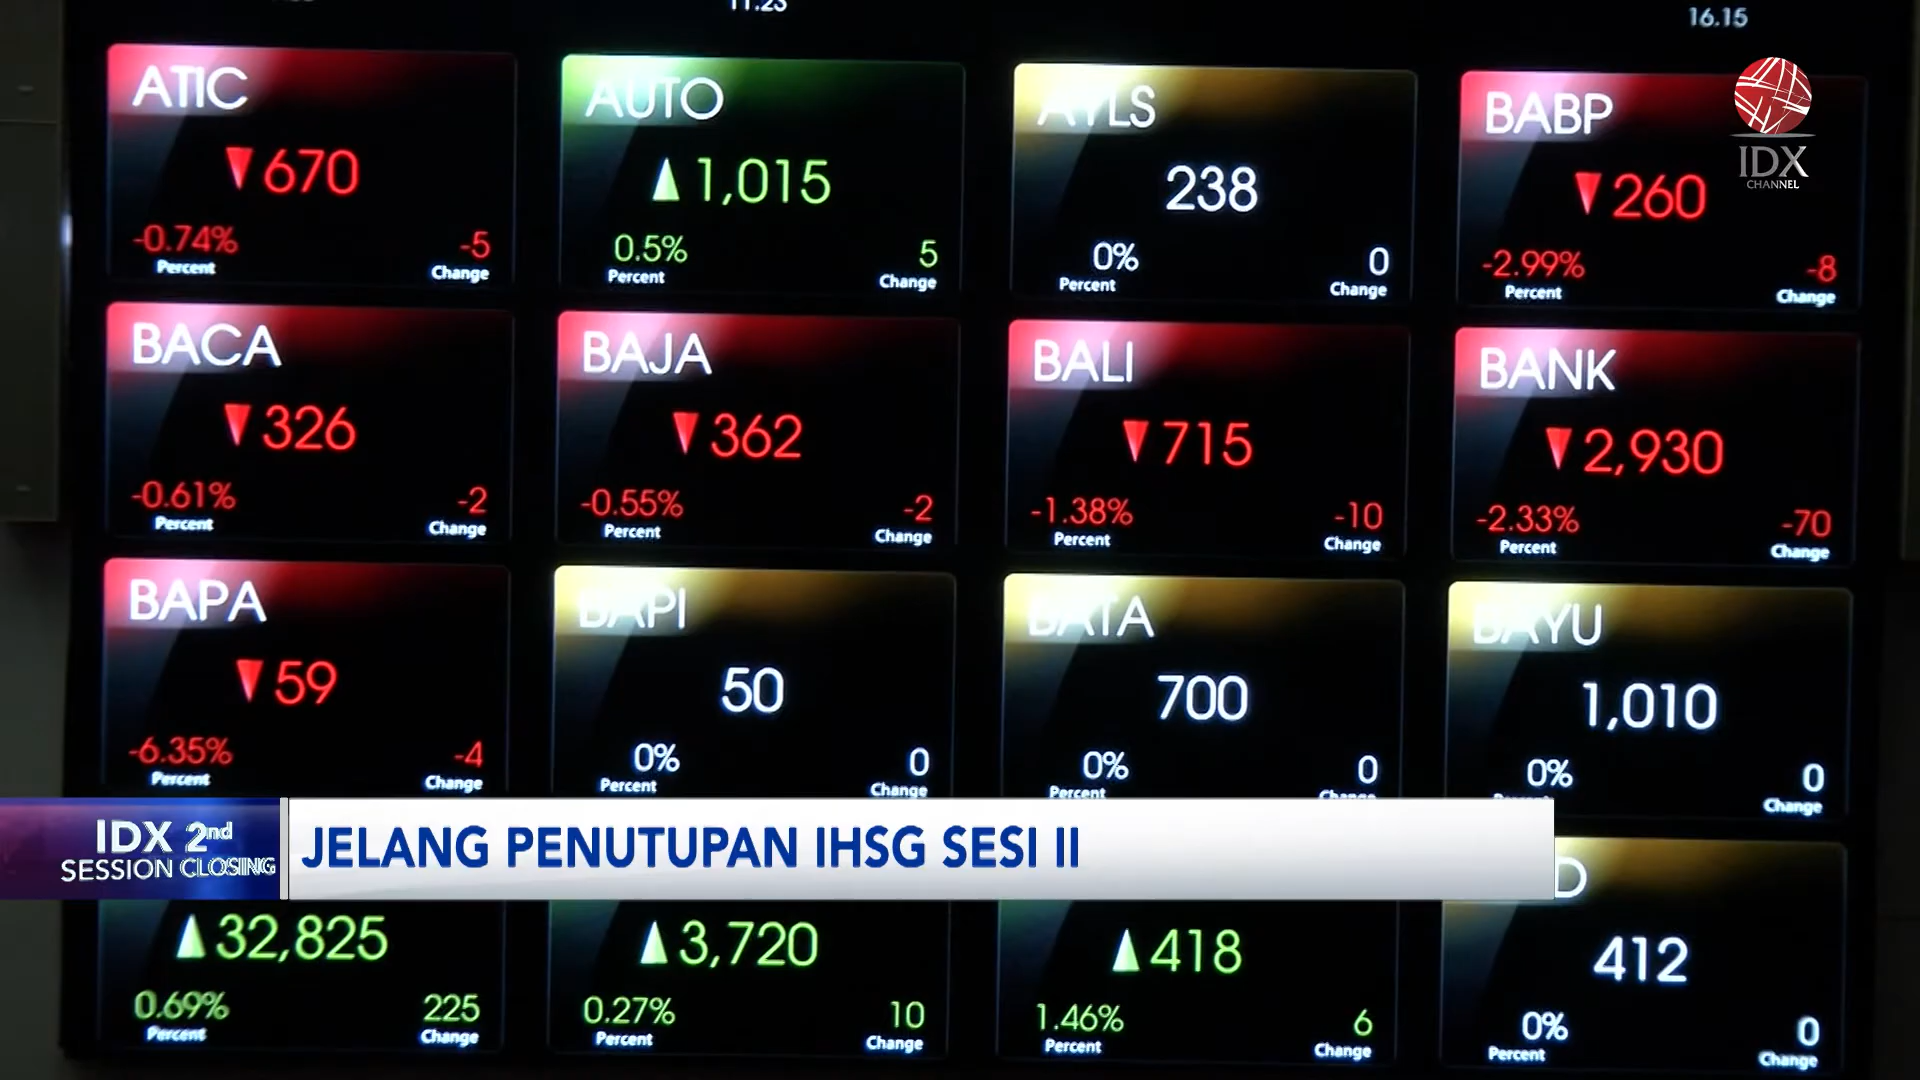 11.23
16.15
ATIC
AUTO
AYLS
BABP
IDX
CHANNEL
▼670
▲1,015
238
▼260
-0.74%
-5
0.5%
5
0%
0
-2.99%
-8
Percent
Change
Percent
Change
Percent
Change
Percent
Change
BACA
BAJA
BALI
BANK
▼326
▼362
▼715
▼2,930
-0.61%
-2
-0.55%
-2
-1.38%
-10
-2.33%
-70
Percent
Change
Percent
Change
Percent
Change
Percent
Change
BAPA
BAPI
BATA
BAYU
▼59
50
700
1,010
-6.35%
-4
0%
0
0%
0
0%
0
Percent
Change
Percent
Change
Percent
Change
Percent
Change
IDX 2nd
SESSION CLOSING
JELANG PENUTUPAN IHSG SESI II
▲32,825
▲3,720
▲418
412
0.69%
225
0.27%
10
1.46%
6
0%
0
Percent
Change
Percent
Change
Percent
Change
Percent
Change